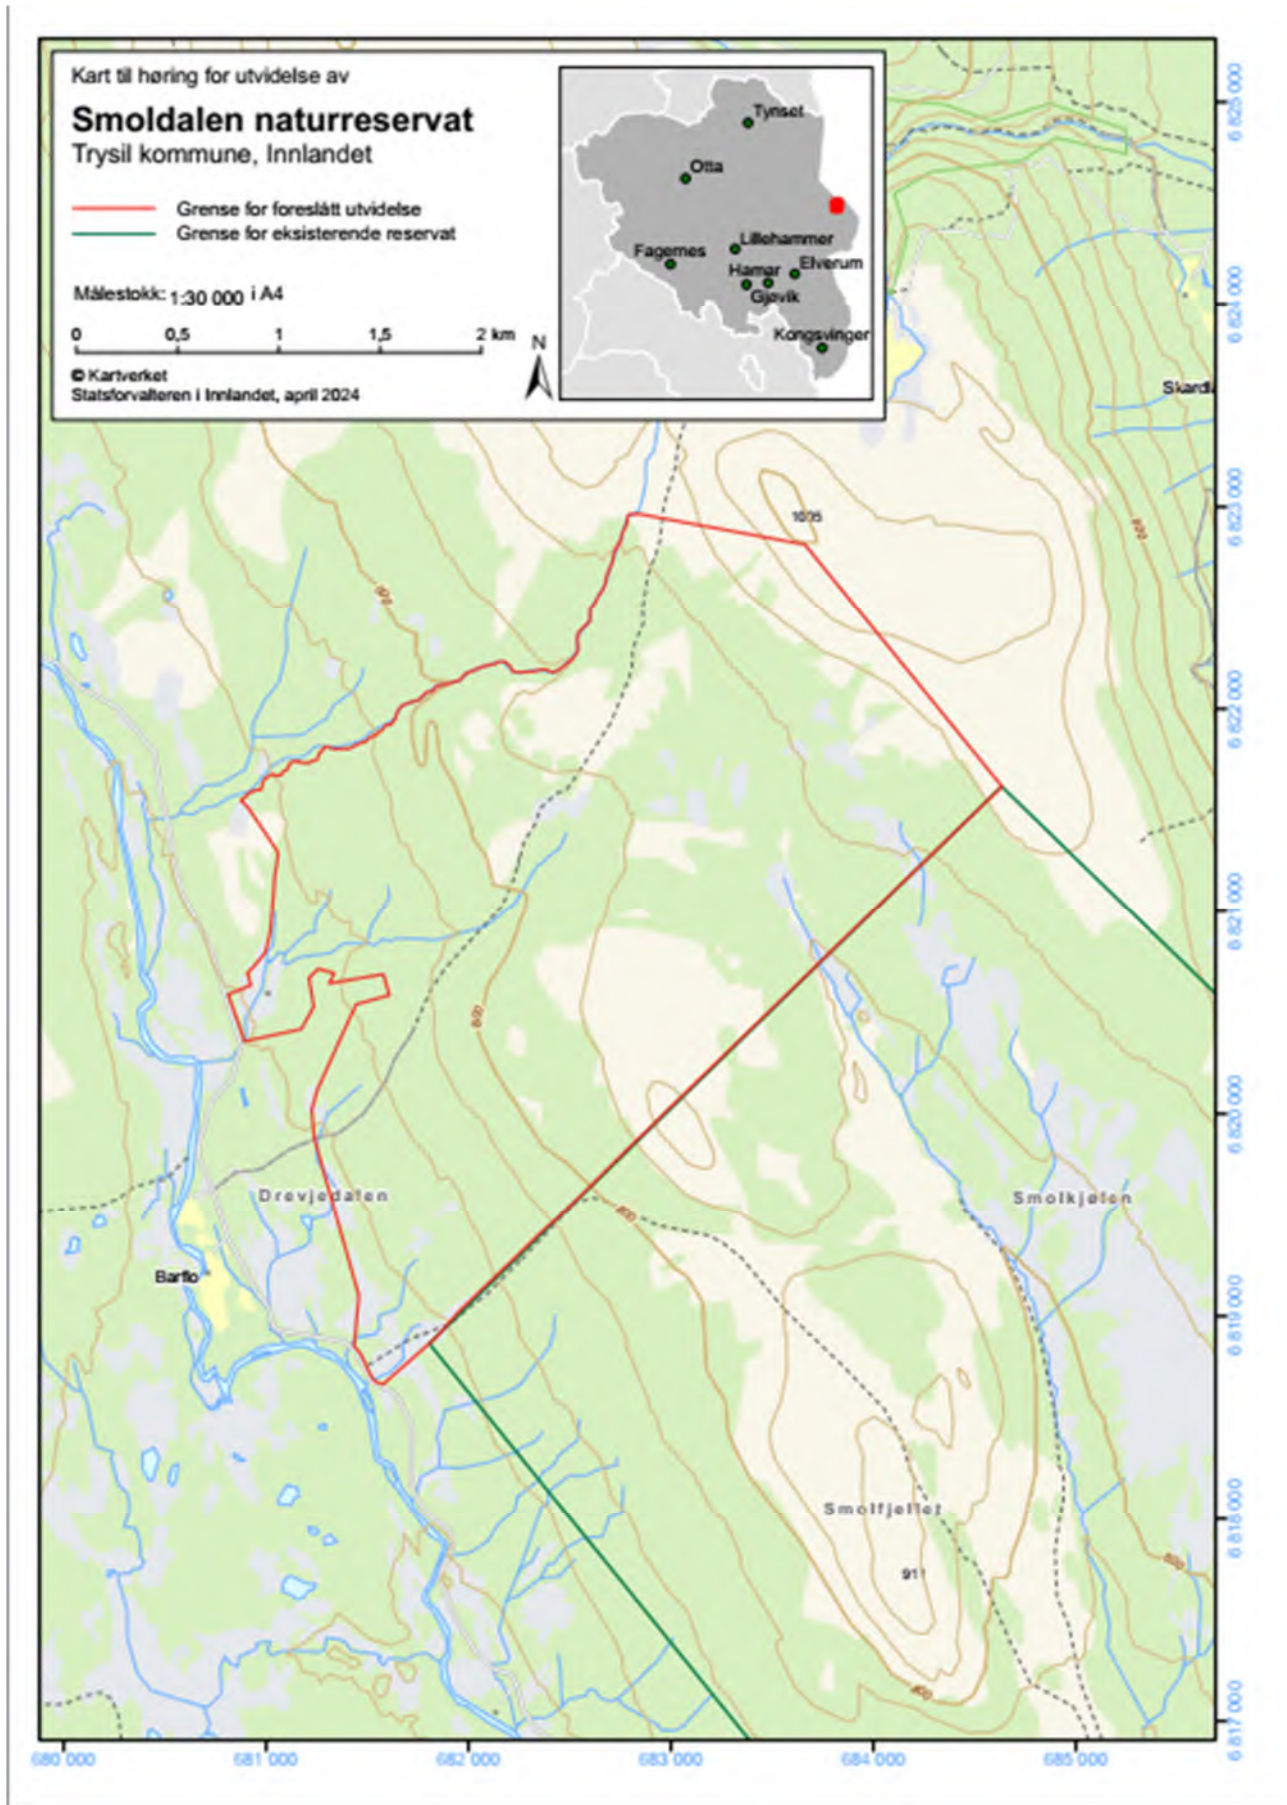 Kart til høring for utvidelse av
Smoldalen naturreservat
Trysil kommune, Innlandet
Grense for foreslått utvidelse
Grense for eksisterende reservat
Målestokk: 1:30 000 i A4
0 0,5 1 1,5 2 km
N
© Kartverket
Statsforvalteren i Innlandet, april 2024
Tynset
Otta
Lillehammer
Fagernes
Elverum
Hamar
Gjøvik
Kongsvinger
Skardl
1035
800
Drevjedalen
Smolkjølen
800
Barflo
Smolfjellet
911
800
6 825 000
6 824 000
6 823 000
6 822 000
6 821 000
6 820 000
6 819 000
6 818 000
6 817 000
680 000 681 000 682 000 683 000 684 000 685 000